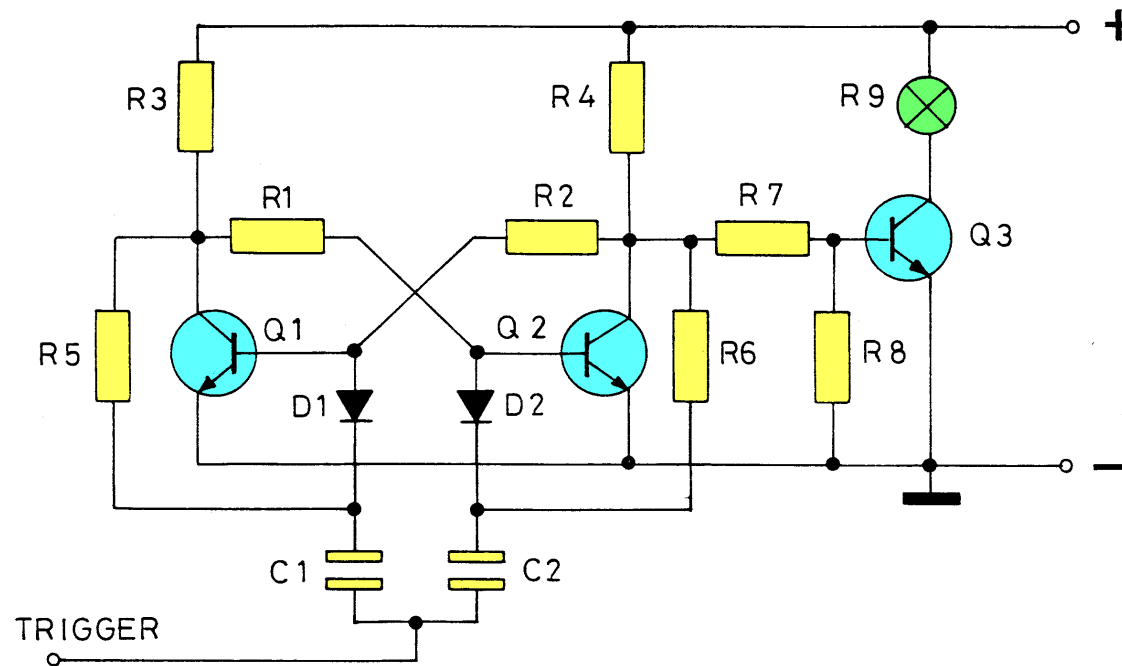 +
R3
R4
R9
R1
R2
R7
Q3
Q1
Q2
R5
R6
R8
D1
D2
−
C1
C2
TRIGGER